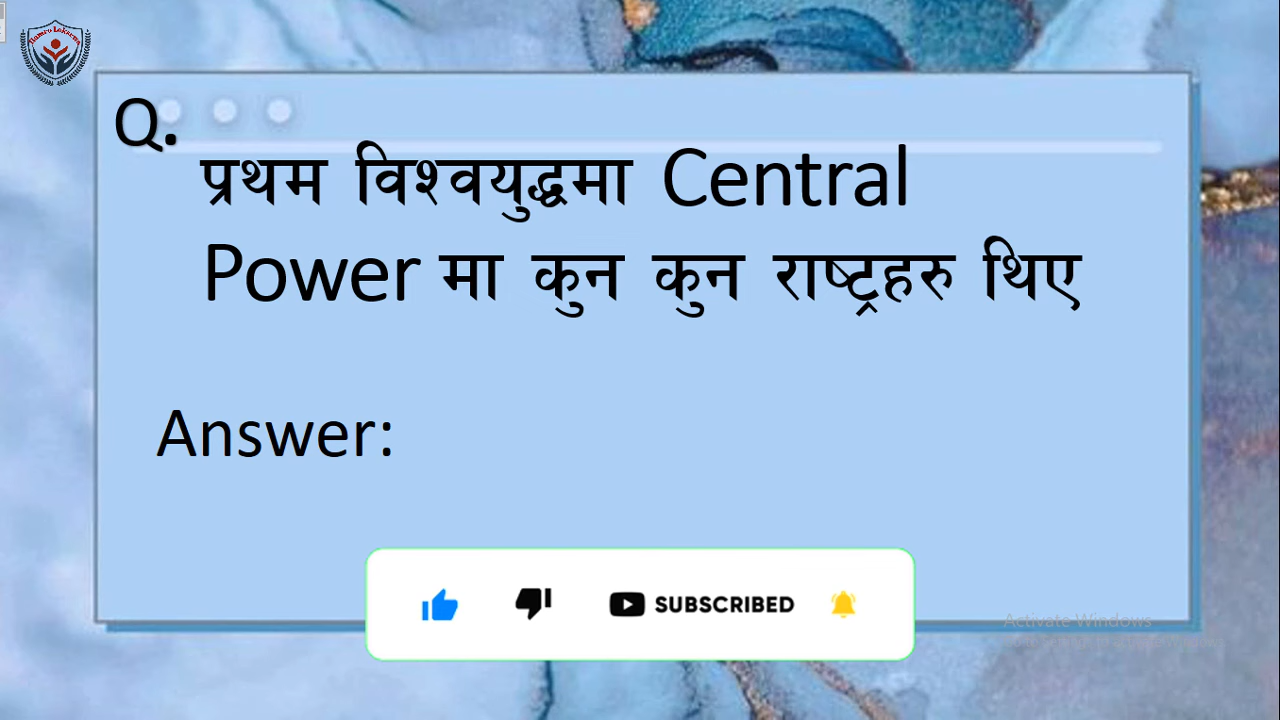 Q.
प्रथम विश्वयुद्धमा Central
Power मा कुन कुन राष्ट्रहरु थिए
Answer:
SUBSCRIBED
Activate Windows